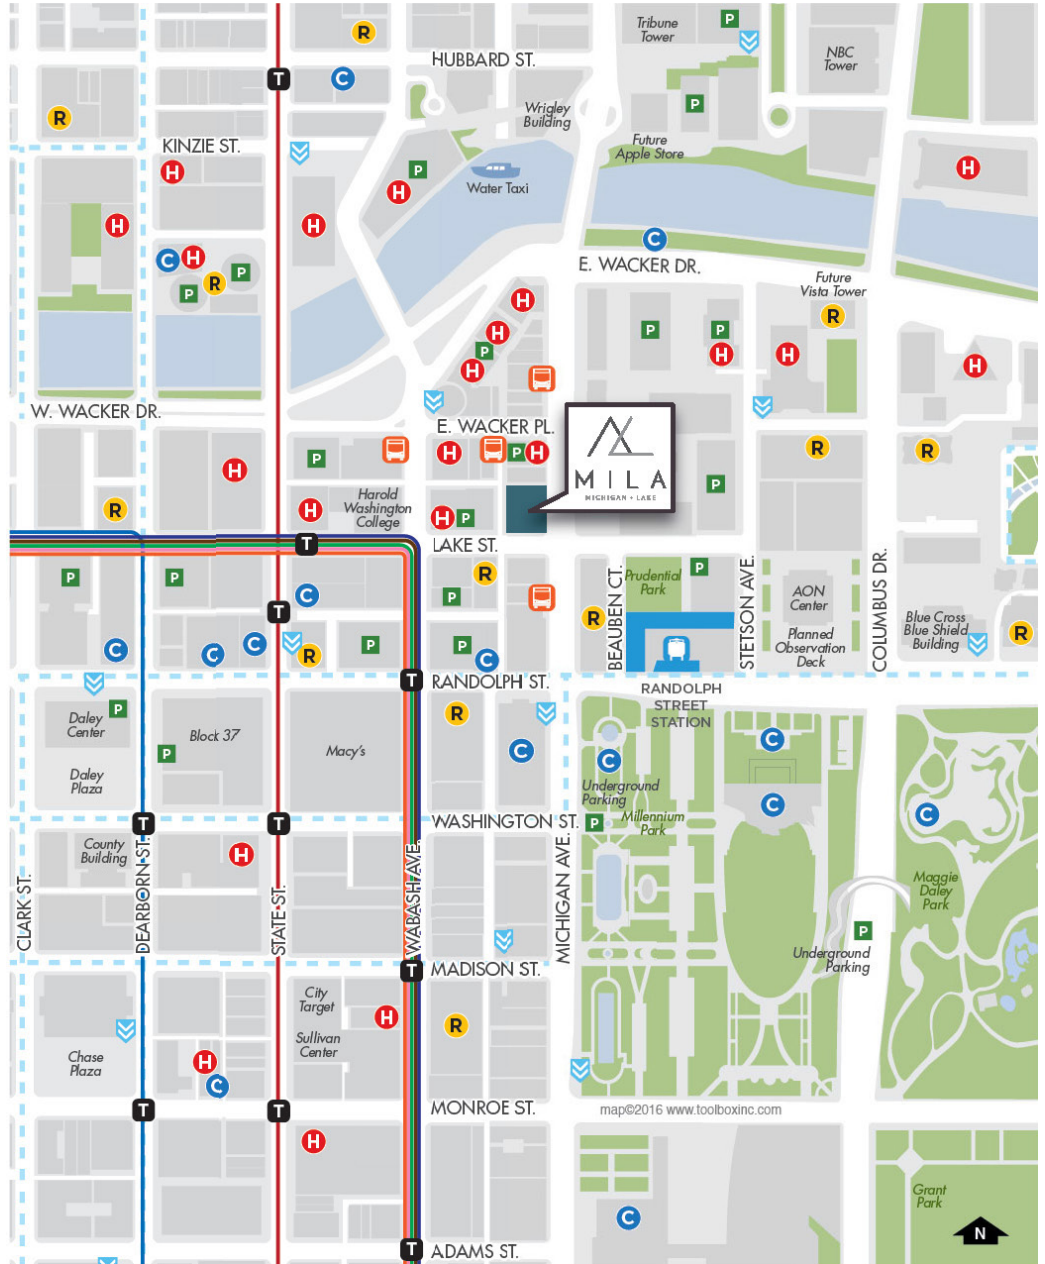 Tribune
Tower
P
R
HUBBARD ST.
NBC
Tower
T
C
P
Wrigley
Building
R
KINZIE ST.
Future
Apple Store
H
P
H
H
Water Taxi
H
H
C
C
H
P
E. WACKER DR.
R
P
Future
Vista Tower
H
R
H
P
P
P
H
H
H
H
W. WACKER DR.
E. WACKER PL.
MILA
MICHIGAN + LAKE
H
P
H
P
H
R
R
P
R
H
Harold
Washington
College
H
P
T
LAKE ST.
P
P
R
P
C
P
Prudential
Park
BEAUBEN CT.
STETSON AVE.
AON
Center
COLUMBUS DR.
T
R
Blue Cross
Blue Shield
Building
R
C
C
C
R
P
P
C
Planned
Observation
Deck
T
RANDOLPH ST.
RANDOLPH
STREET
STATION
Daley
Center
P
R
Block 37
P
Macy's
C
C
C
Daley
Plaza
Underground
Parking
C
C
T
T
WASHINGTON ST.
P
Millennium
Park
County
Building
H
CLARK ST.
DEARBORN ST.
STATE ST.
WABASH AVE.
MICHIGAN AVE.
Maggie
Daley
Park
P
Underground
Parking
T
MADISON ST.
City
Target
H
R
Sullivan
Center
Chase
Plaza
H
C
T
T
MONROE ST.
map©2016 www.toolboxinc.com
H
Grant
Park
C
N
T
ADAMS ST.